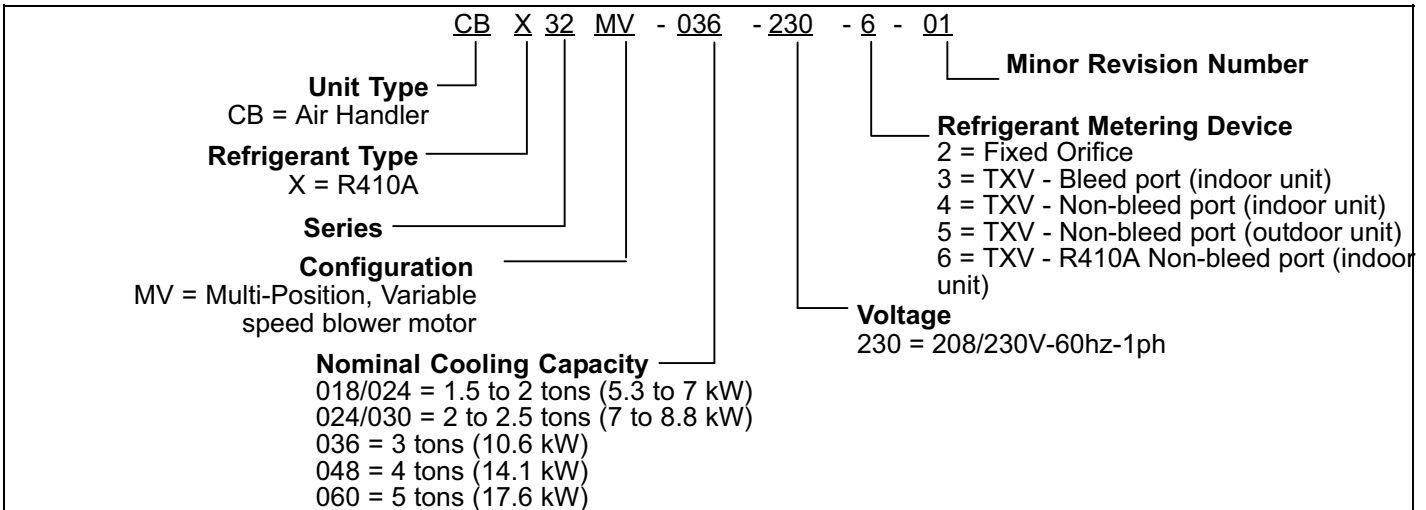 CB X 32 MV - 036 - 230 - 6 - 01
Minor Revision Number
Unit Type
CB = Air Handler
Refrigerant Metering Device
2 = Fixed Orifice
3 = TXV - Bleed port (indoor unit)
4 = TXV - Non-bleed port (indoor unit)
5 = TXV - Non-bleed port (outdoor unit)
6 = TXV - R410A Non-bleed port (indoor
unit)
Refrigerant Type
X = R410A
Series
Configuration
MV = Multi-Position, Variable
speed blower motor
Voltage
230 = 208/230V-60hz-1ph
Nominal Cooling Capacity
018/024 = 1.5 to 2 tons (5.3 to 7 kW)
024/030 = 2 to 2.5 tons (7 to 8.8 kW)
036 = 3 tons (10.6 kW)
048 = 4 tons (14.1 kW)
060 = 5 tons (17.6 kW)